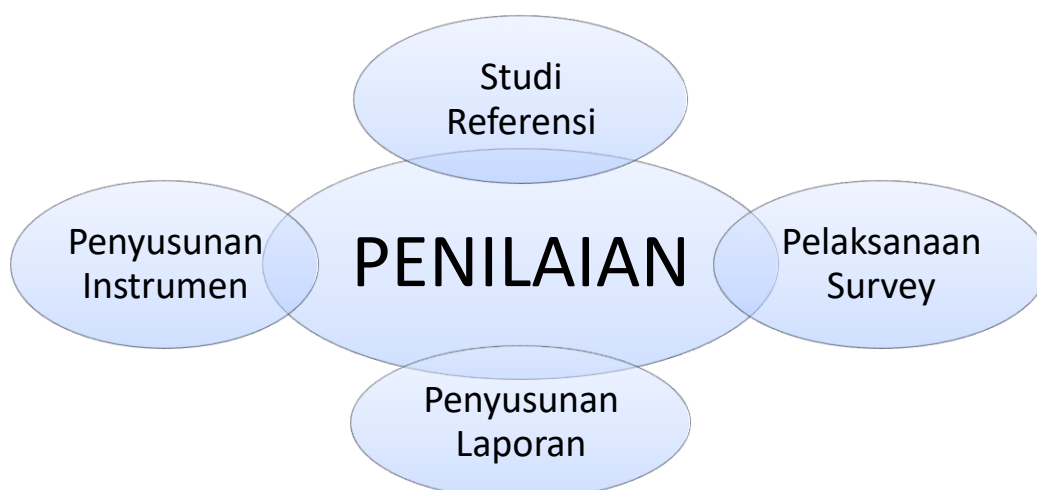 Studi
Referensi
Penyusunan
Instrumen
PENILAIAN
Pelaksanaan
Survey
Penyusunan
Laporan